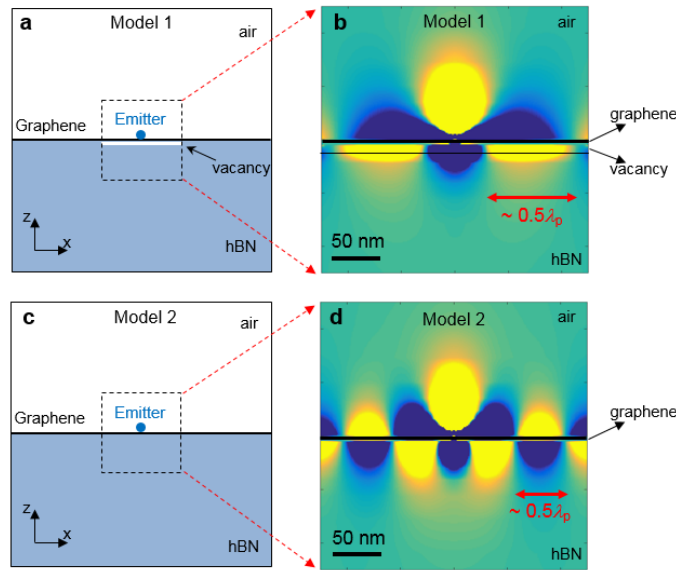 a
Model 1
air
Graphene
Emitter
vacancy
z
x
hBN
b
Model 1
air
graphene
vacancy
~ 0.5λp
50 nm
hBN
c
Model 2
air
Graphene
Emitter
z
x
hBN
d
Model 2
air
graphene
~ 0.5λp
50 nm
hBN